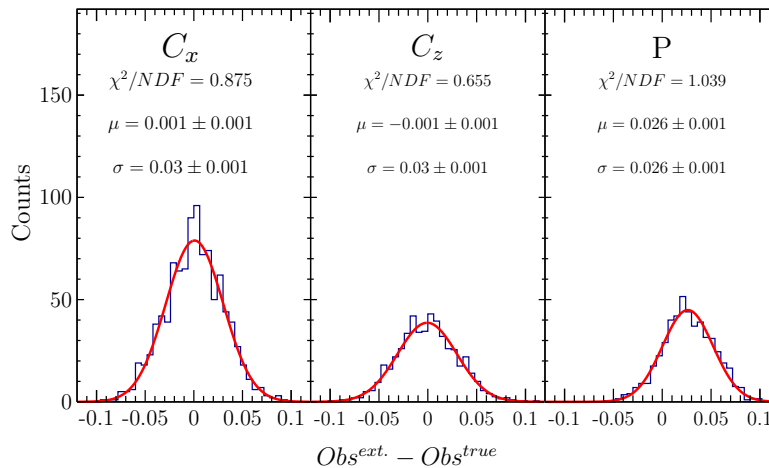 C_x
χ²/NDF = 0.875
μ = 0.001 ± 0.001
σ = 0.03 ± 0.001
C_z
χ²/NDF = 0.655
μ = −0.001 ± 0.001
σ = 0.03 ± 0.001
P
χ²/NDF = 1.039
μ = 0.026 ± 0.001
σ = 0.026 ± 0.001
Counts
150
100
50
0
-0.1 -0.05 0 0.05 0.1
-0.1 -0.05 0 0.05 0.1
-0.1 -0.05 0 0.05 0.1
Obs^{ext.} − Obs^{true}